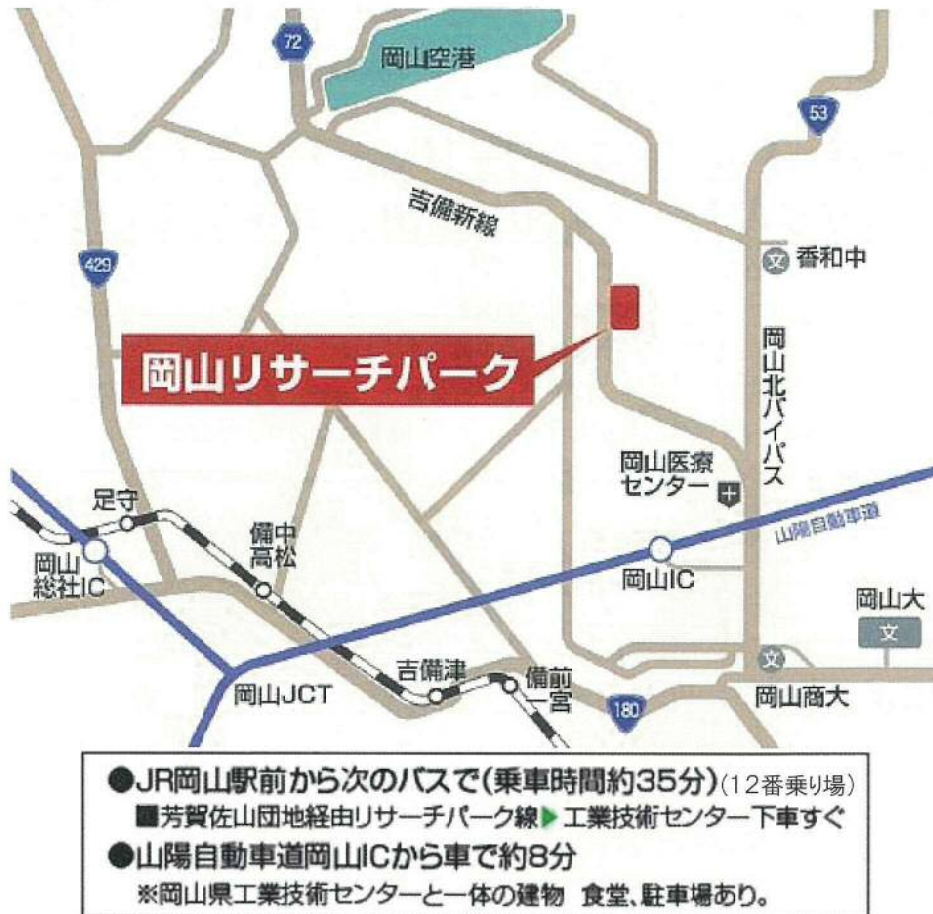 72
岡山空港
53
吉備新線
香和中
文
429
岡山リサーチパーク
岡山北バイパス
岡山医療
センター
足守
山陽自動車道
備中
高松
岡山
総社IC
岡山IC
岡山大
文
文
岡山JCT
吉備津
備前
一宮
180
岡山商大
●JR岡山駅前から次のバスで(乗車時間約35分)(12番乗り場)
■芳賀佐山団地経由リサーチパーク線▶工業技術センター下車すぐ
●山陽自動車道岡山ICから車で約8分
※岡山県工業技術センターと一体の建物 食堂、駐車場あり。